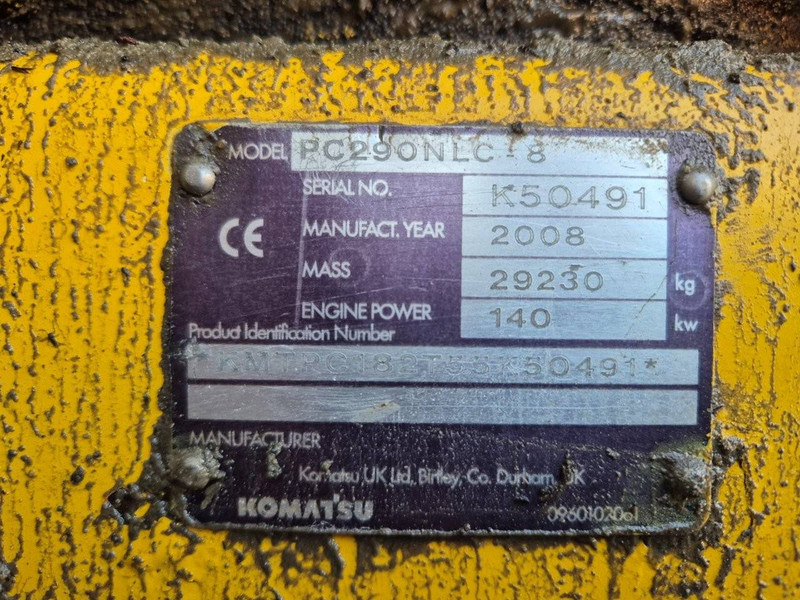 MODEL PC290NLC-8
SERIAL NO. K50491
CE
MANUFACT. YEAR 2008
MASS 29230 kg
ENGINE POWER 140 kw
Product Identification Number
MANUFACTURER
Komatsu UK Ltd, Birtley, Co. Durham, UK
KOMATSU